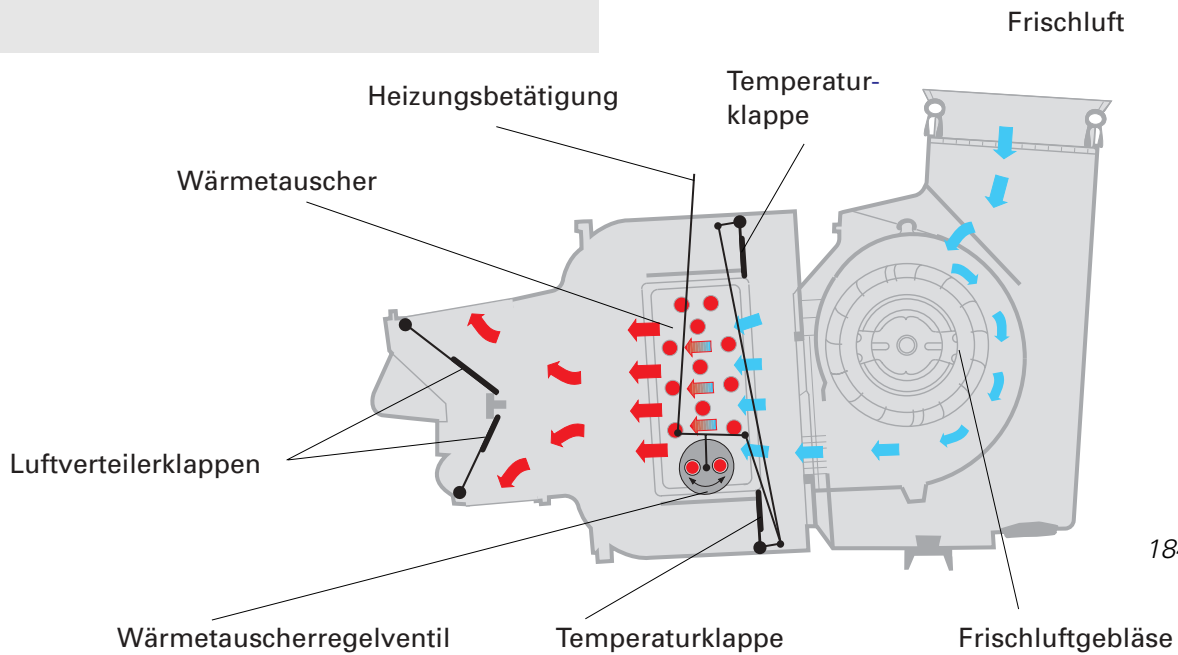 Frischluft
Temperatur-
klappe
Heizungsbetätigung
Wärmetauscher
Luftverteilerklappen
Wärmetauscherregelventil
Temperaturklappe
Frischluftgebläse